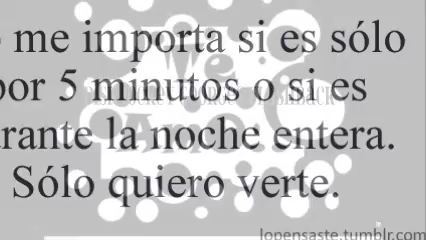 me importa si es sólo
por 5 minutos o si es
rante la noche entera.
Sólo quiero verte.
lopensaste.tumblr.com